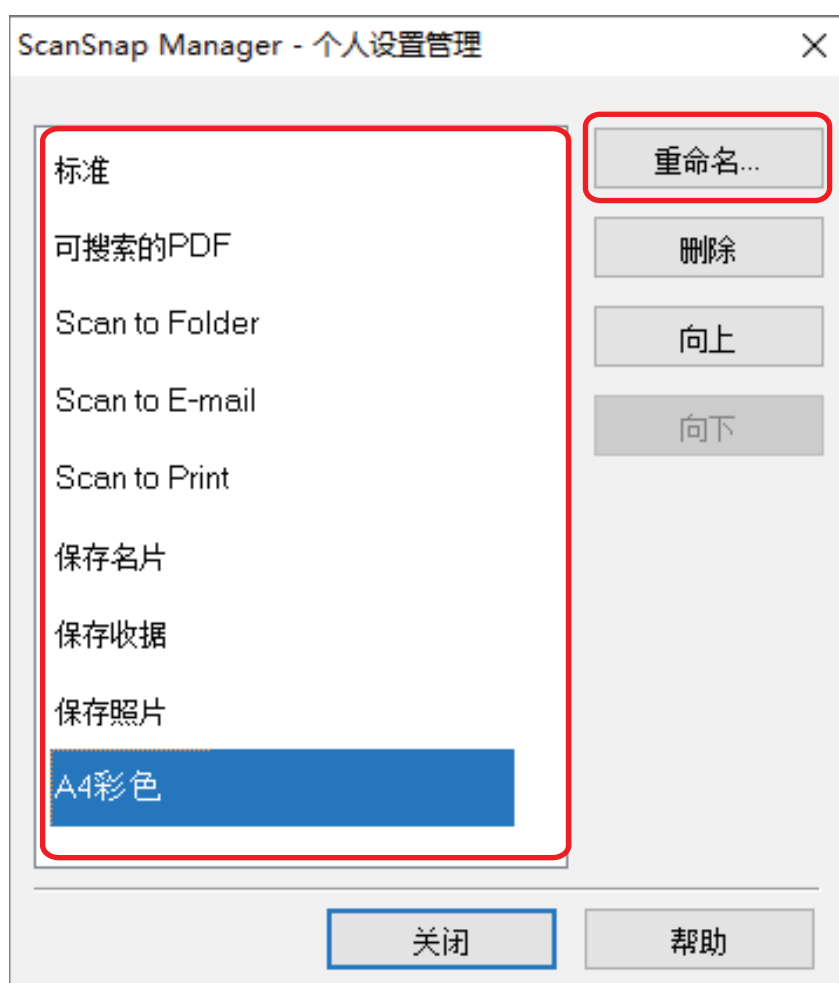 ScanSnap Manager - 个人设置管理
标准
可搜索的PDF
Scan to Folder
Scan to E-mail
Scan to Print
保存名片
保存收据
保存照片
A4彩色
重命名...
删除
向上
向下
关闭
帮助